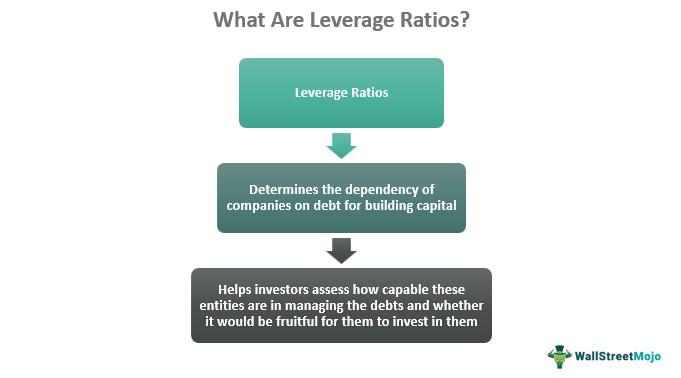 What Are Leverage Ratios?
Leverage Ratios
Determines the dependency of
companies on debt for building capital
Helps investors assess how capable these
entities are in managing the debts and whether
it would be fruitful for them to invest in them
WallStreetMojo